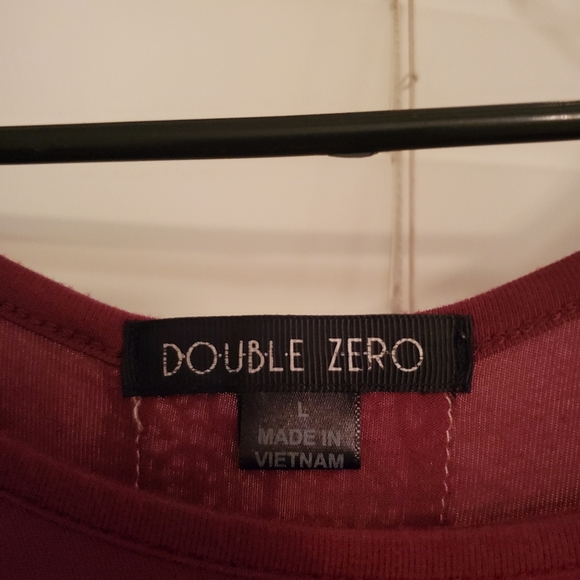 DOUBLE ZERO
L
MADE IN
VIETNAM